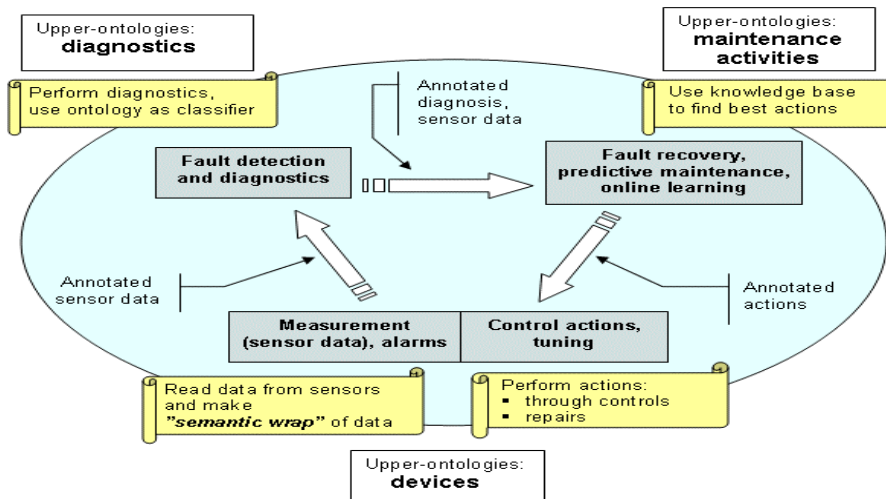 Upper-ontologies:
diagnostics
Upper-ontologies:
maintenance
activities
Perform diagnostics,
use ontology as classifier
Annotated
diagnosis,
sensor data
Use knowledge base
to find best actions
Fault detection
and diagnostics
Fault recovery,
predictive maintenance,
online learning
Annotated
sensor data
Annotated
actions
Measurement
(sensor data), alarms
Control actions,
tuning
Read data from sensors
and make
"semantic wrap" of data
Perform actions:
▪ through controls
▪ repairs
Upper-ontologies:
devices